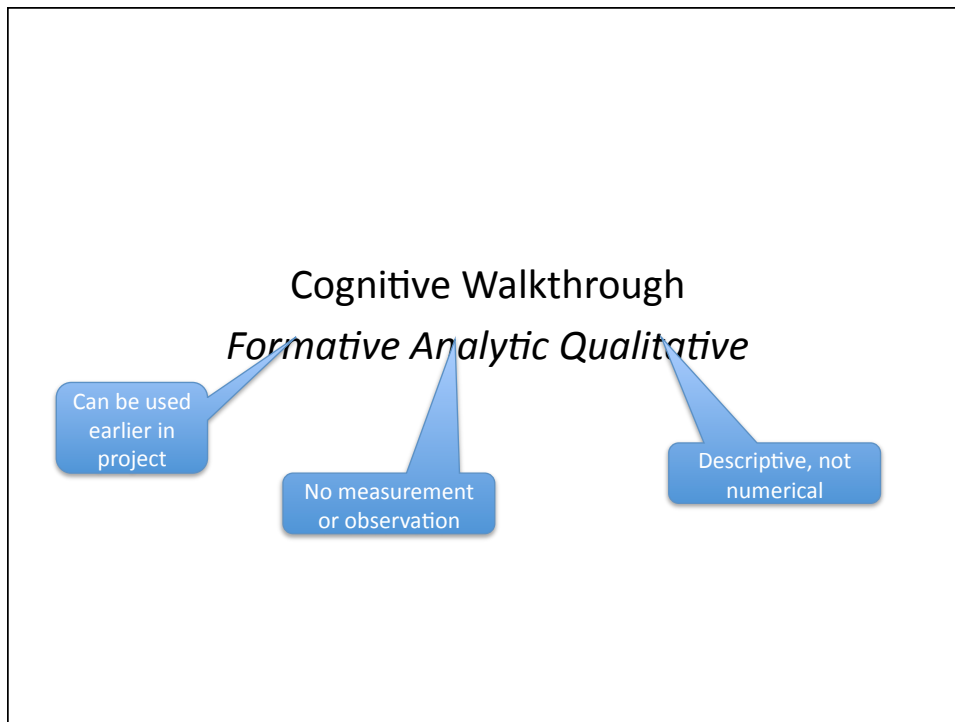 Cognitive Walkthrough
Formative Analytic Qualitative
Can be used
earlier in
project
No measurement
or observation
Descriptive, not
numerical